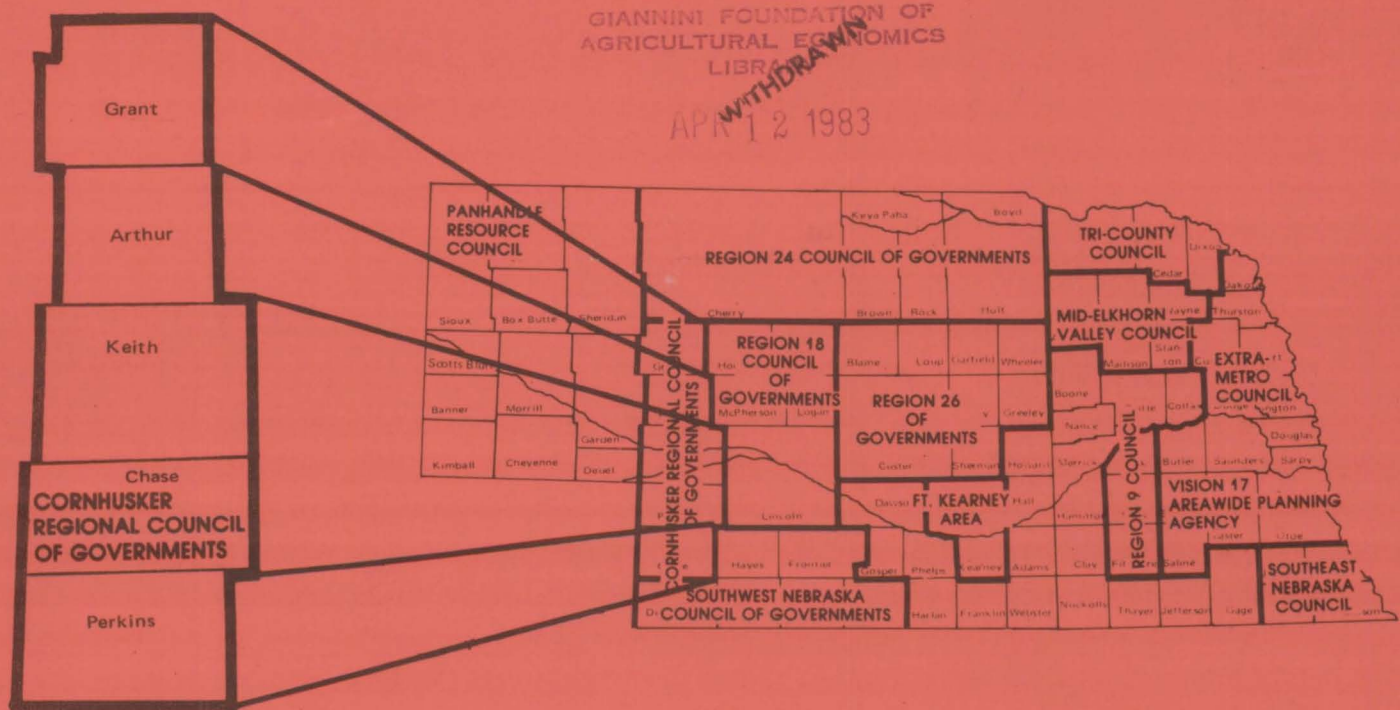 GIANNINI FOUNDATION OF
AGRICULTURAL ECONOMICS
LIBRA
WITHDRAWN
APR 12 1983
Grant
Arthur
Keith
Chase
CORNHUSKER
REGIONAL COUNCIL
OF GOVERNMENTS
Perkins
PANHANDLE
RESOURCE
COUNCIL
Sioux
Box Butte
Sheridan
Scotts Bluff
Banner
Morrill
Garden
Kimball
Cheyenne
Deuel
REGION 24 COUNCIL OF GOVERNMENTS
Keya Paha
Boyd
Cherry
Brown
Rock
Holt
CORNHUSKER REGIONAL COUNCIL
OF GOVERNMENTS
REGION 18
COUNCIL
OF
GOVERNMENTS
McPherson
Logan
Lincoln
Blaine
Loup
Garfield
Wheeler
REGION 26
OF
GOVERNMENTS
Greeley
Custer
Sherman
Howard
TRI-COUNTY
COUNCIL
Dixon
Cedar
Dakota
MID-ELKHORN
VALLEY COUNCIL
Wayne
Thurston
Madison
Stan-
ton
EXTRA-
METRO
COUNCIL
Boone
Nance
Merrick
Colfax
Douglas
Sarpy
REGION 9 COUNCIL
Butler
Saunders
VISION 17
AREAWIDE PLANNING
AGENCY
FT. KEARNEY
AREA
Hall
Hamilton
Hayes
Frontier
Gosper
Phelps
Kearney
Adams
Clay
Saline
SOUTHWEST NEBRASKA
COUNCIL OF GOVERNMENTS
Harlan
Franklin
Webster
Nuckolls
Thayer
Jefferson
Gage
SOUTHEAST
NEBRASKA
COUNCIL